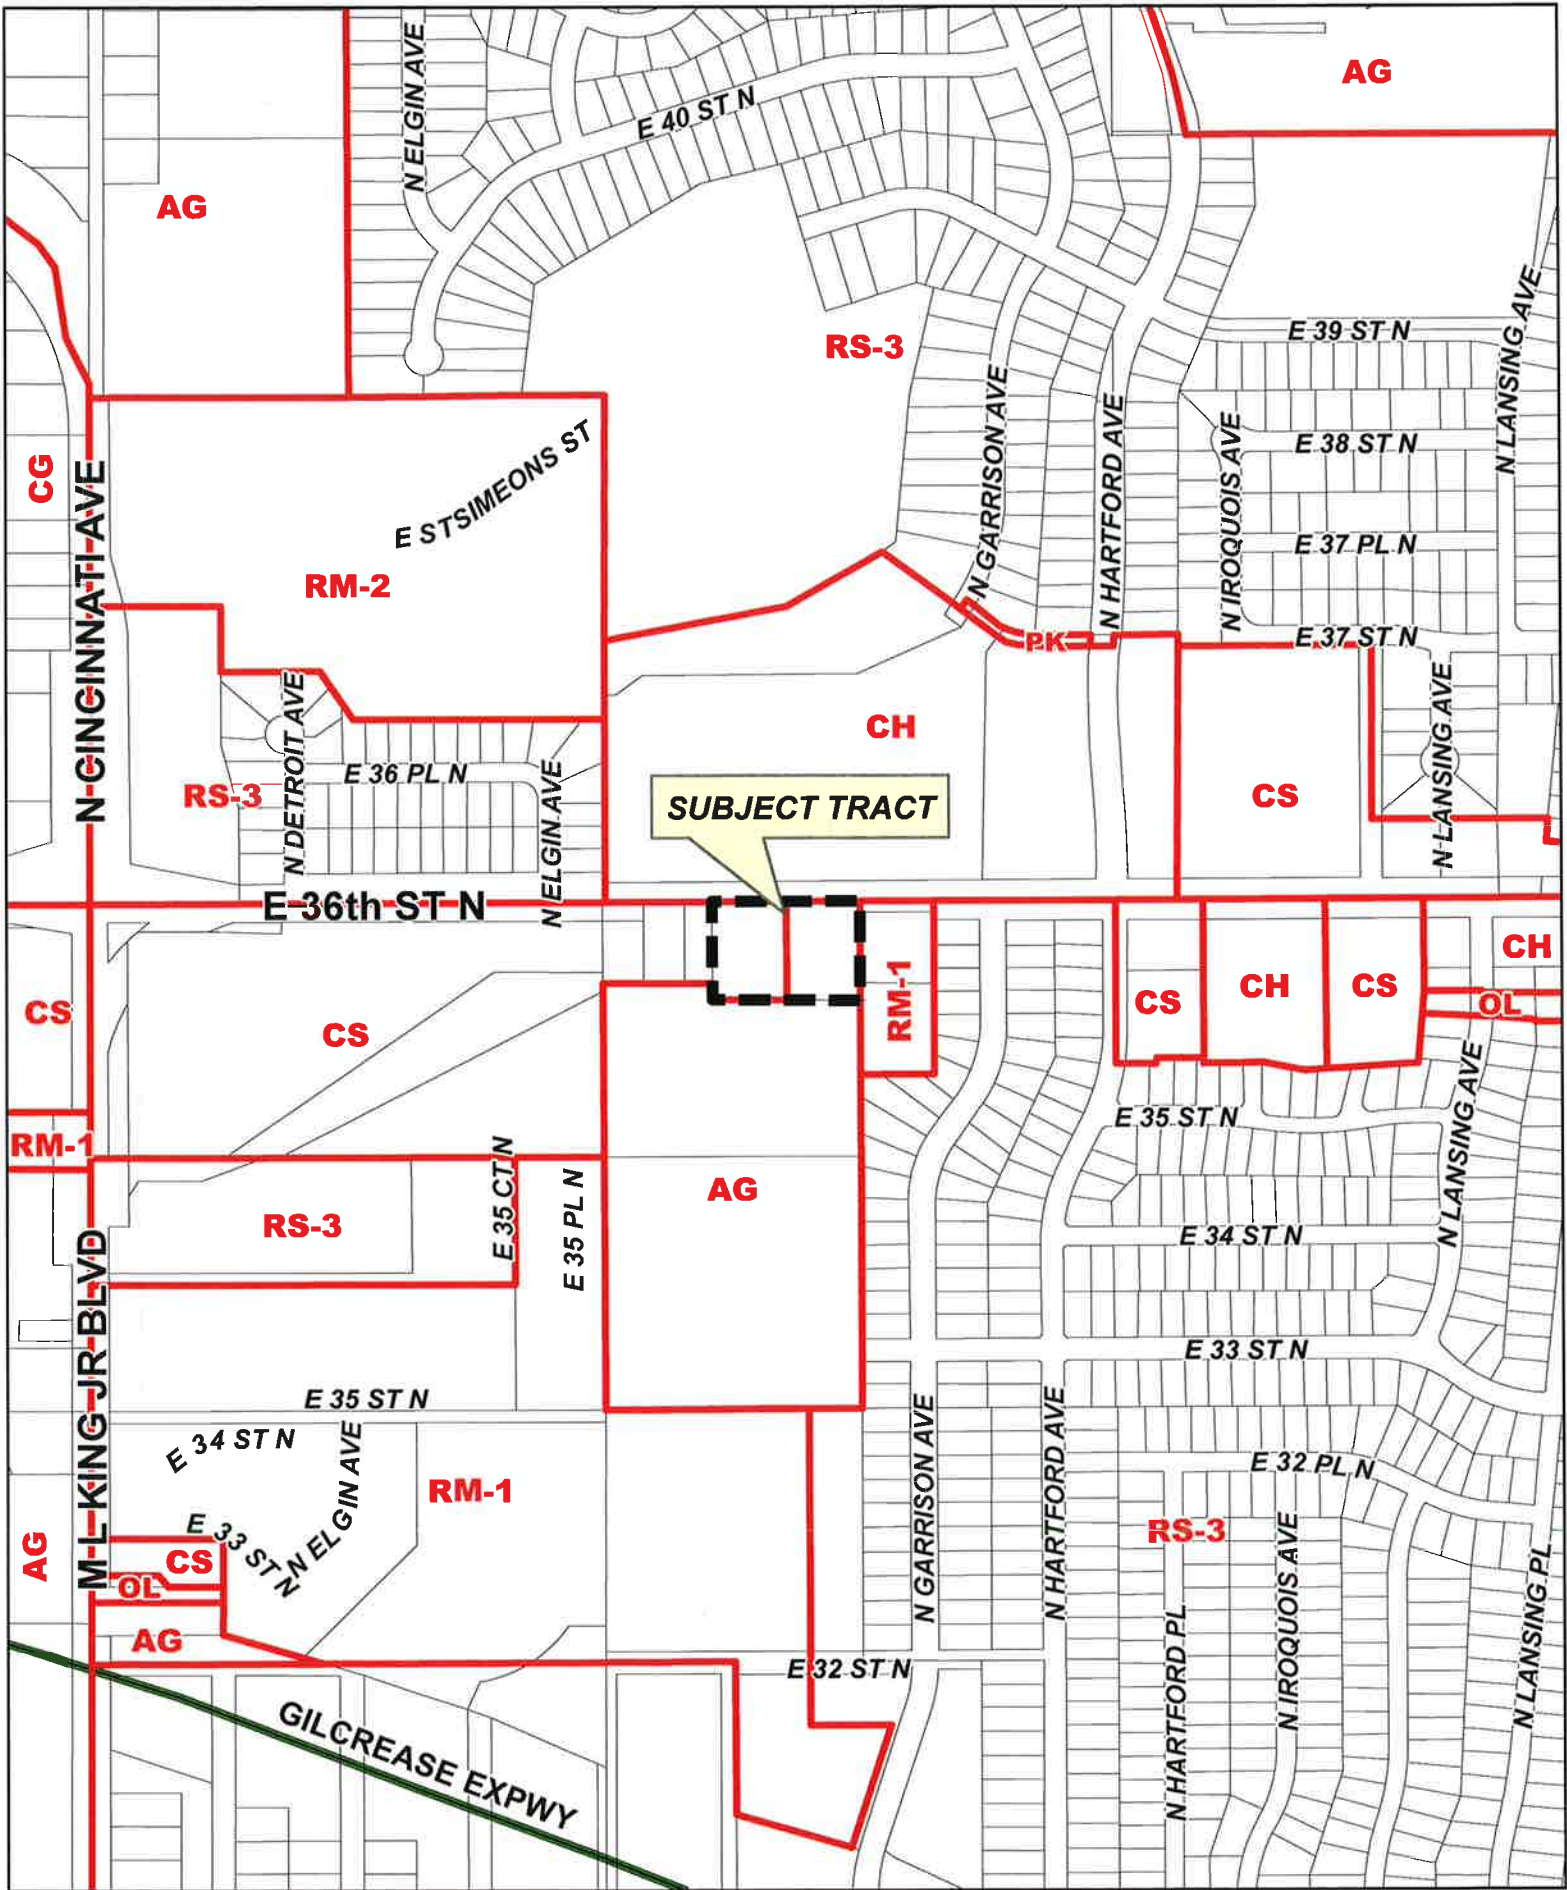 N ELGIN AVE
E 40 ST N
AG
AG
RS-3
E 39 ST N
N LANSING AVE
N GARRISON AVE
N HARTFORD AVE
N IROQUOIS AVE
E 38 ST N
CG
N CINCINNATI AVE
E ST SIMEONS ST
E 37 PL N
RM-2
PK
E 37 ST N
N LANSING AVE
N DETROIT AVE
CH
E 36 PL N
RS-3
N ELGIN AVE
SUBJECT TRACT
CS
E 36th ST N
CS
CS
RM-1
CS
CH
CS
CH
OL
RM-1
E 35 CT N
E 35 PL N
AG
RS-3
E 35 ST N
N LANSING AVE
E 34 ST N
M L KING JR BLVD
E 33 ST N
E 35 ST N
E 34 ST N
N ELGIN AVE
RM-1
N GARRISON AVE
N HARTFORD AVE
E 32 PL N
AG
E 33 ST N
CS
OL
AG
RS-3
N IROQUOIS AVE
N HARTFORD PL
N LANSING PL
E 32 ST N
GILCREASE EXPWY